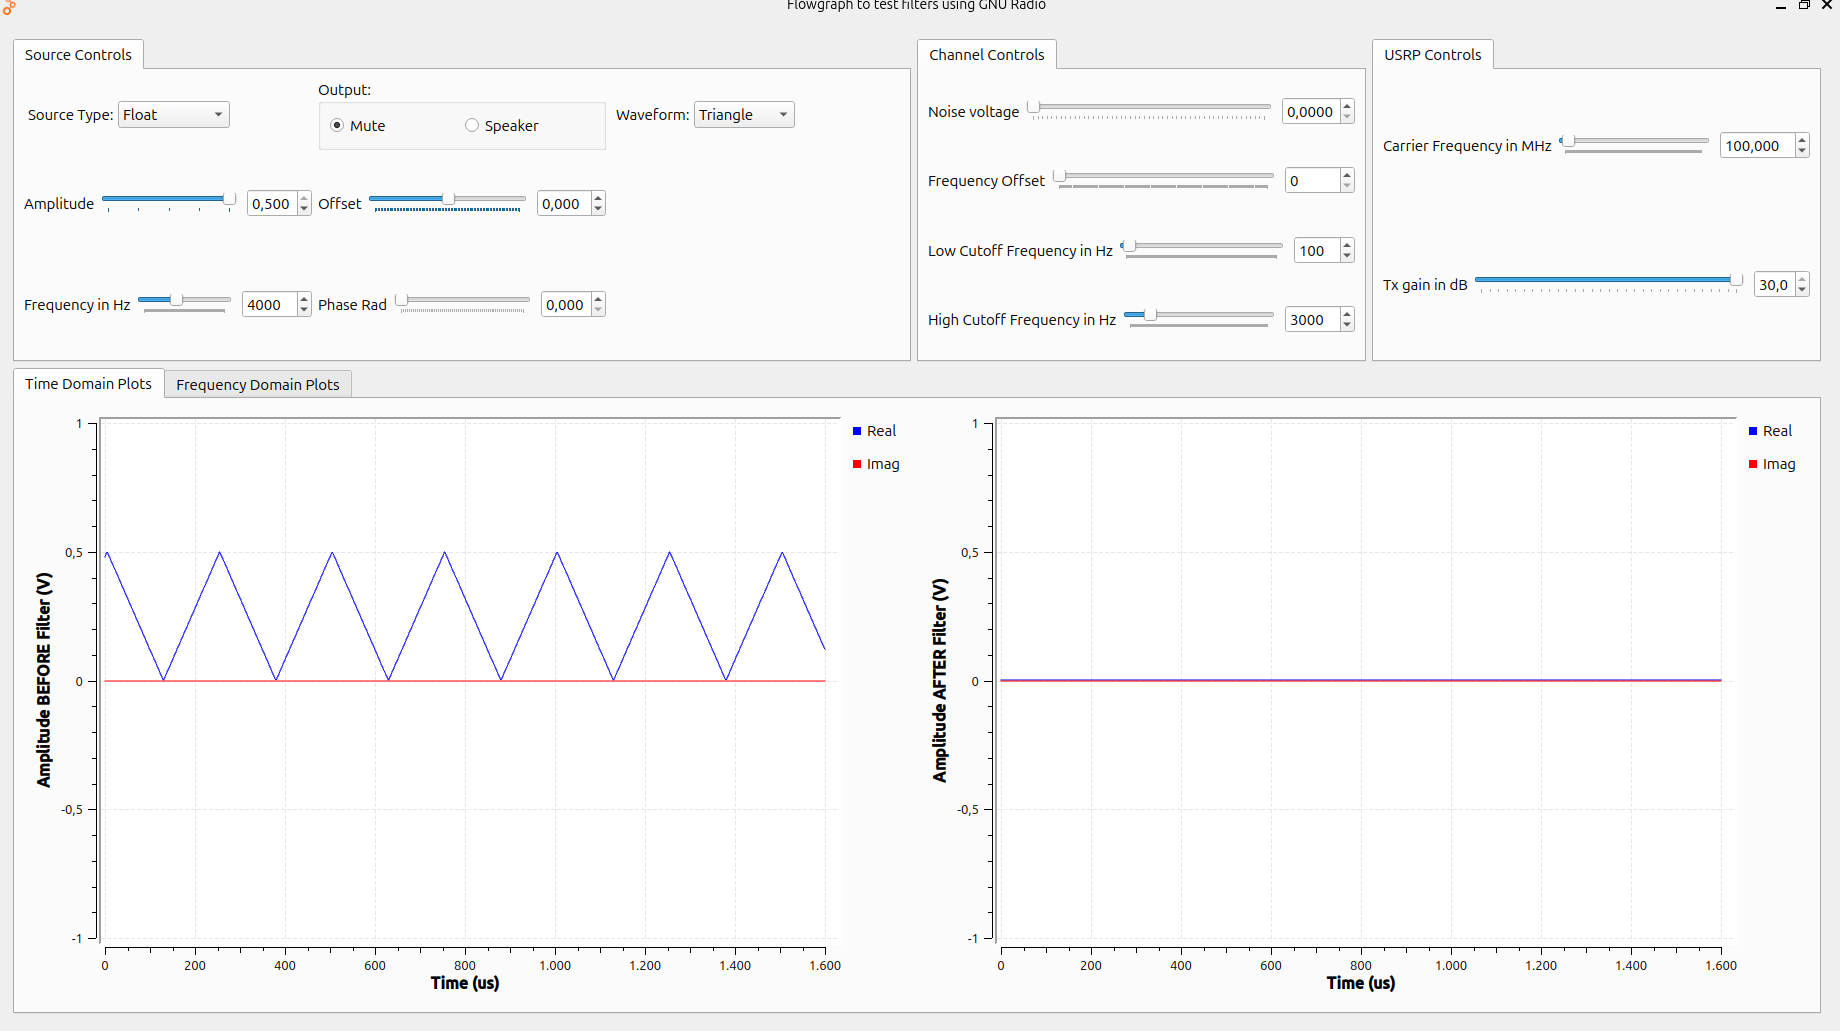 Flowgraph to test filters using GNU Radio
Source Controls
Source Type: Float
Output:
Mute
Speaker
Waveform: Triangle
Amplitude 0,500
Offset 0,000
Frequency in Hz 4000
Phase Rad 0,000
Channel Controls
Noise voltage 0,0000
Frequency Offset 0
Low Cutoff Frequency in Hz 100
High Cutoff Frequency in Hz 3000
USRP Controls
Carrier Frequency in MHz 100,000
Tx gain in dB 30,0
Time Domain Plots
Frequency Domain Plots
Amplitude BEFORE Filter (V)
1
0,5
0
-0,5
-1
0 200 400 600 800 1.000 1.200 1.400 1.600
Time (us)
Real
Imag
Amplitude AFTER Filter (V)
1
0,5
0
-0,5
-1
0 200 400 600 800 1.000 1.200 1.400 1.600
Time (us)
Real
Imag